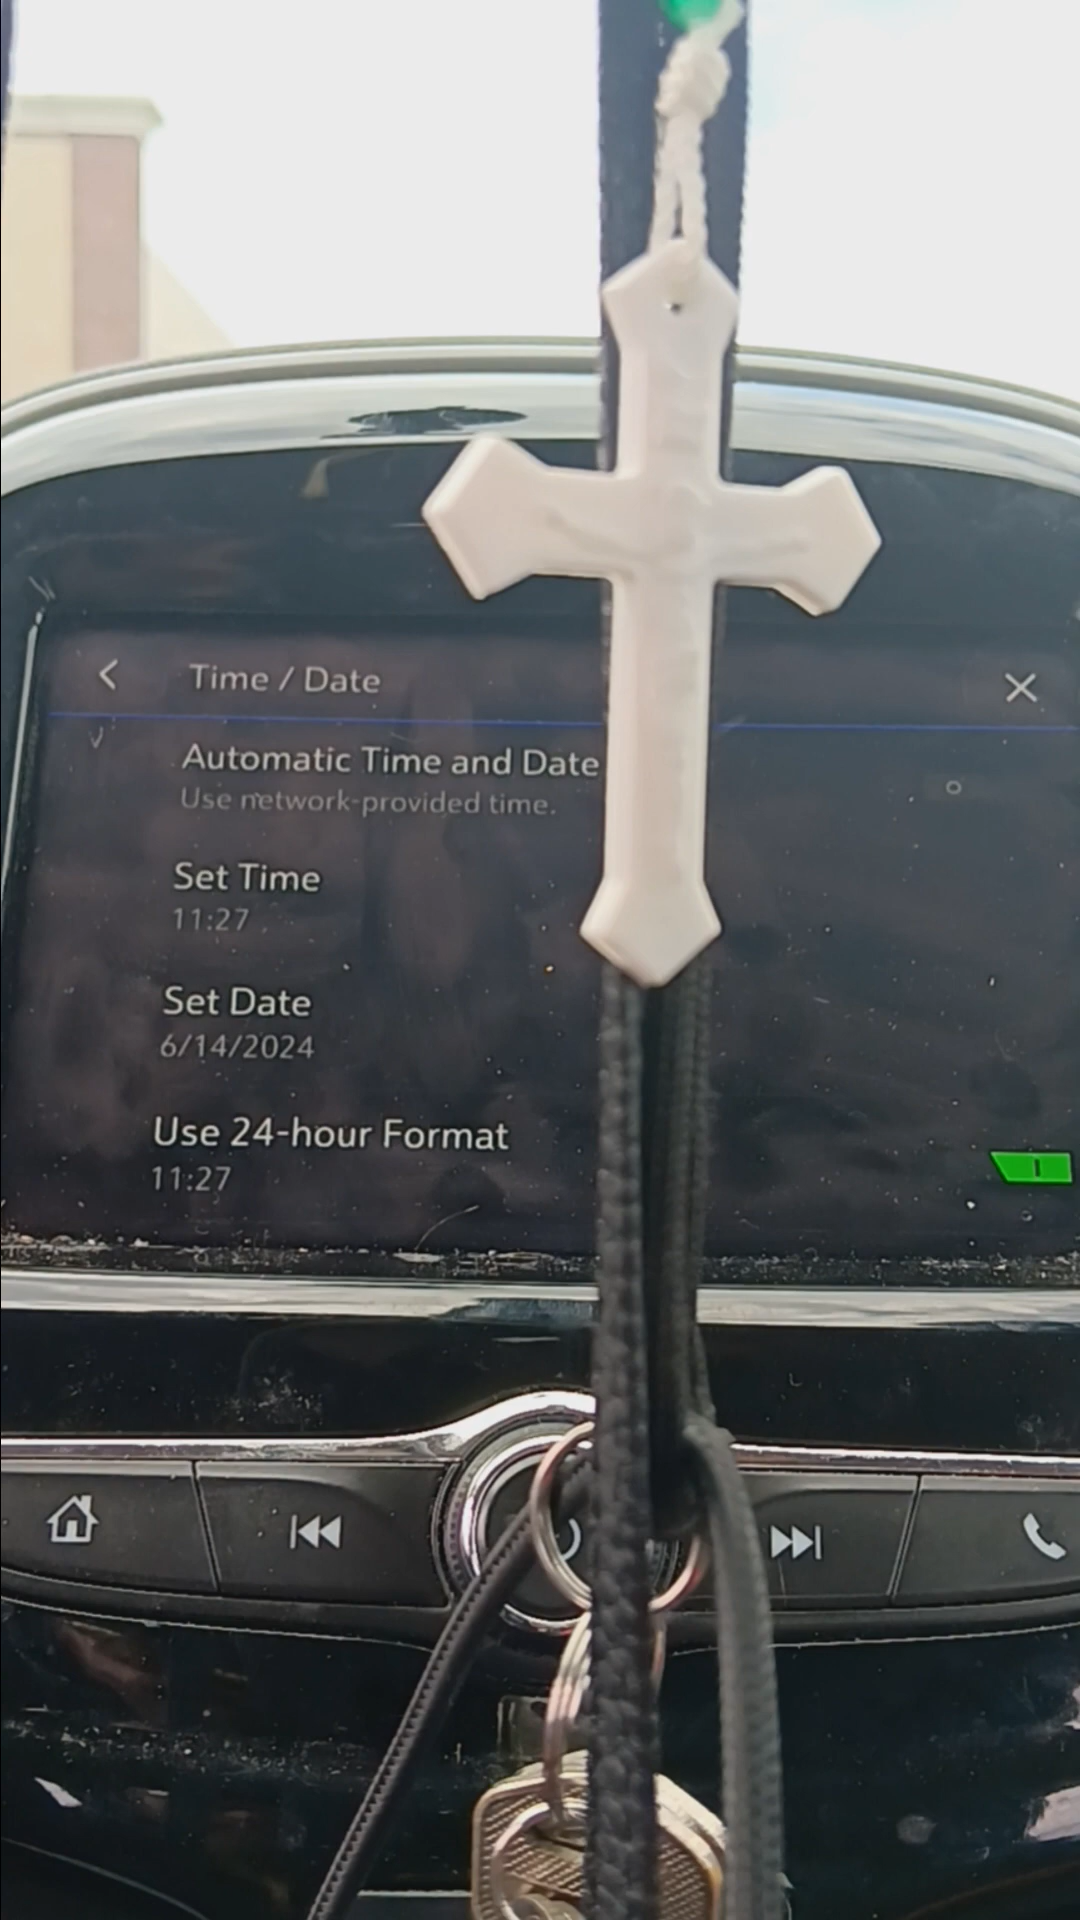 Time / Date
Automatic Time and Date
Use network-provided time.
Set Time
11:27
Set Date
6/14/2024
Use 24-hour Format
11:27